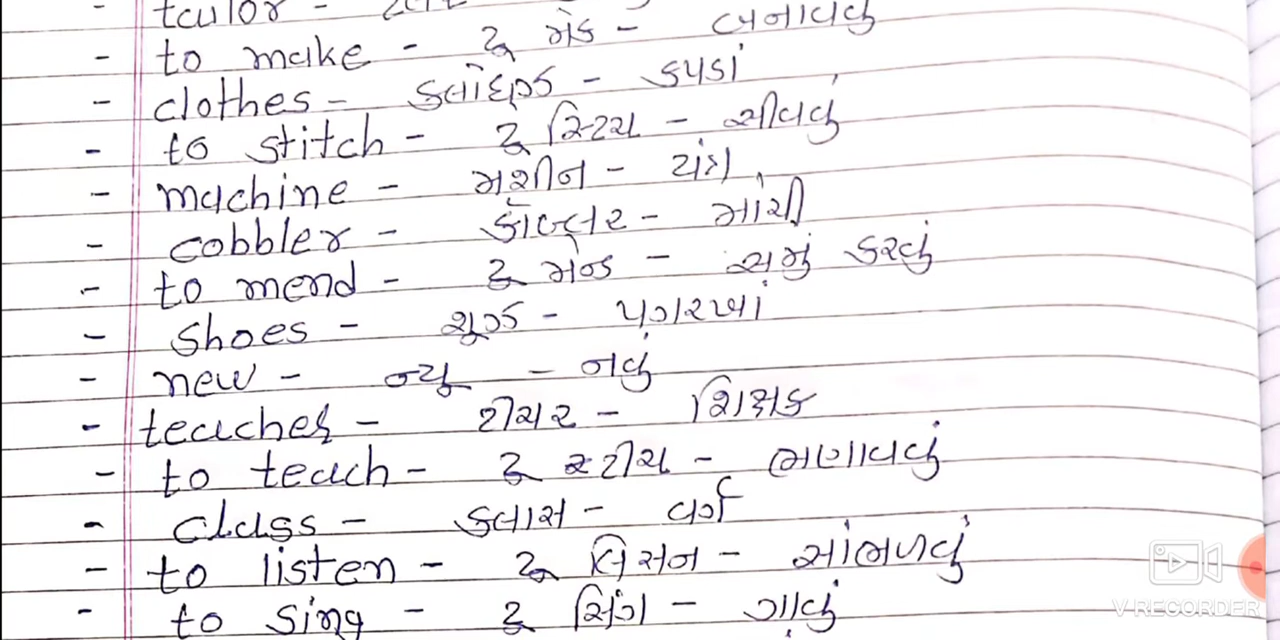 - to make - ટૂ મેક - બનાવવું
- clothes - ક્લોધ્ઝ - કપડાં
- to stitch - ટૂ સ્ટિચ - સીવવું
- machine - મશીન - યંત્ર
- cobbler - કૉબ્લર - મોચી
- to mend - ટૂ મેન્ડ - સમું કરવું
- shoes - શૂઝ - પગરખાં
- new - ન્યૂ - નવું
- teacher - ટીચર - શિક્ષક
- to teach - ટૂ ટીચ - ભણાવવું
- class - ક્લાસ - વર્ગ
- to listen - ટૂ લિસન - સાંભળવું
- to sing - ટૂ સિંગ - ગાવું
V RECORDER